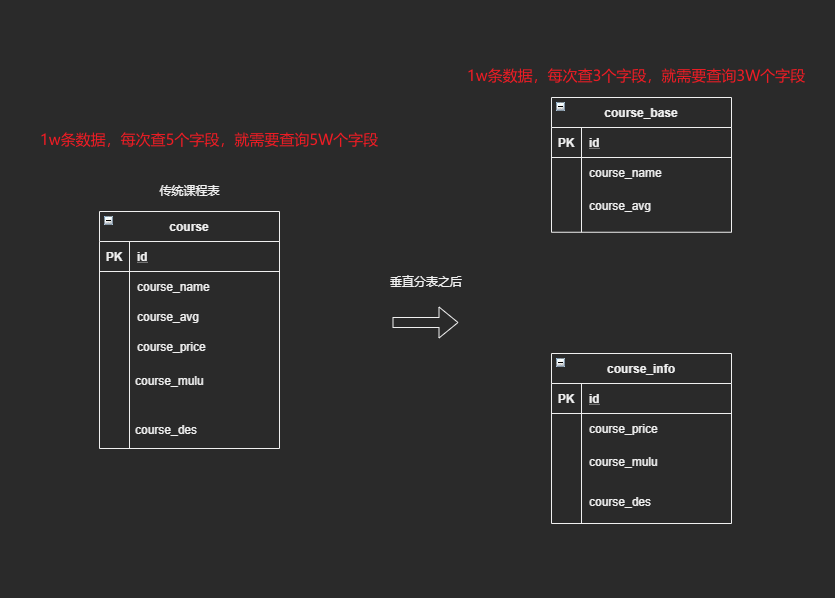 1w条数据，每次查5个字段，就需要查询5W个字段
传统课程表
course
PK id
course_name
course_avg
course_price
course_mulu
course_des
垂直分表之后
1w条数据，每次查3个字段，就需要查询3W个字段
course_base
PK id
course_name
course_avg
course_info
PK id
course_price
course_mulu
course_des